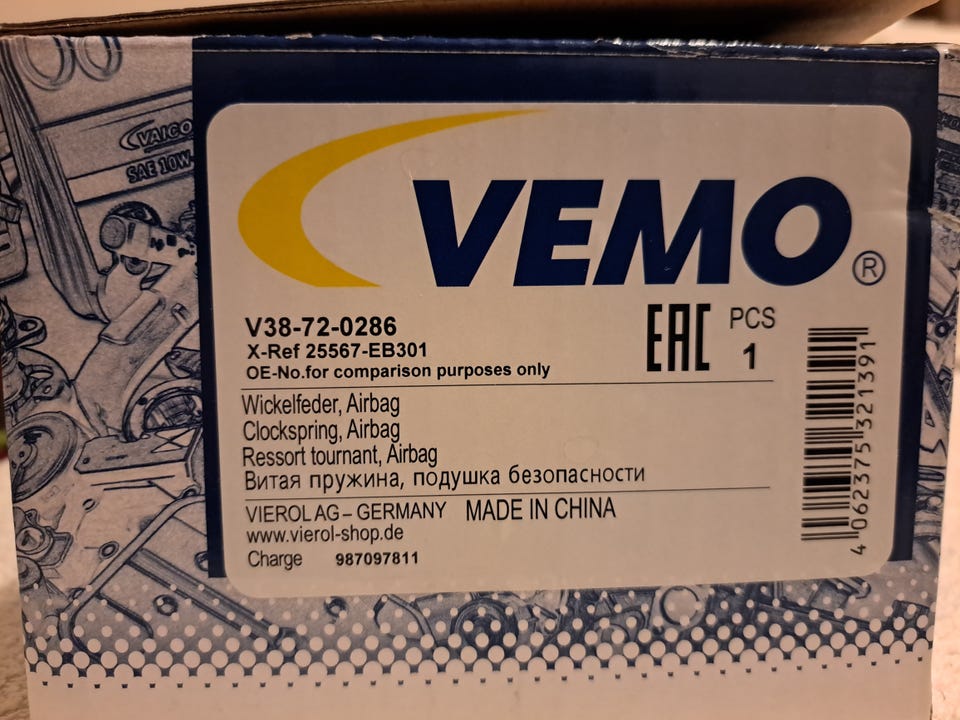 VAICO
SAE 10W-
VEMO®
V38-72-0286
X-Ref 25567-EB301
OE-No.for comparison purposes only
EAC
PCS
1
Wickelfeder, Airbag
Clockspring, Airbag
Ressort tournant, Airbag
Витая пружина, подушка безопасности
VIEROL AG – GERMANY MADE IN CHINA
www.vierol-shop.de
Charge 987097811
4 062375 321391